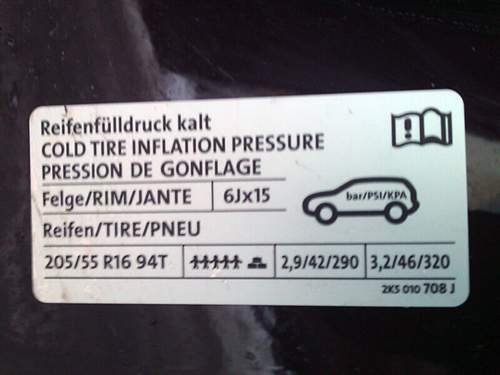 Reifenfülldruck kalt
COLD TIRE INFLATION PRESSURE
PRESSION DE GONFLAGE
Felge/RIM/JANTE 6Jx15
bar/PSI/KPA
Reifen/TIRE/PNEU
205/55 R16 94T 2,9/42/290 3,2/46/320
2K5 010 708 J